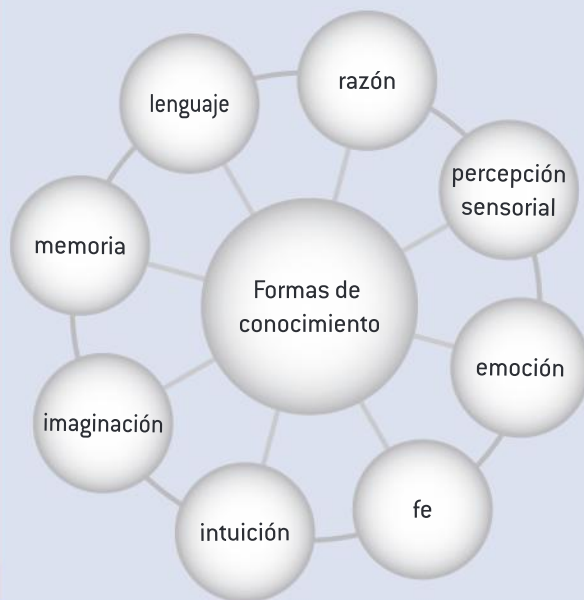 razón
lenguaje
percepción
sensorial
memoria
Formas de
conocimiento
emoción
imaginación
fe
intuición